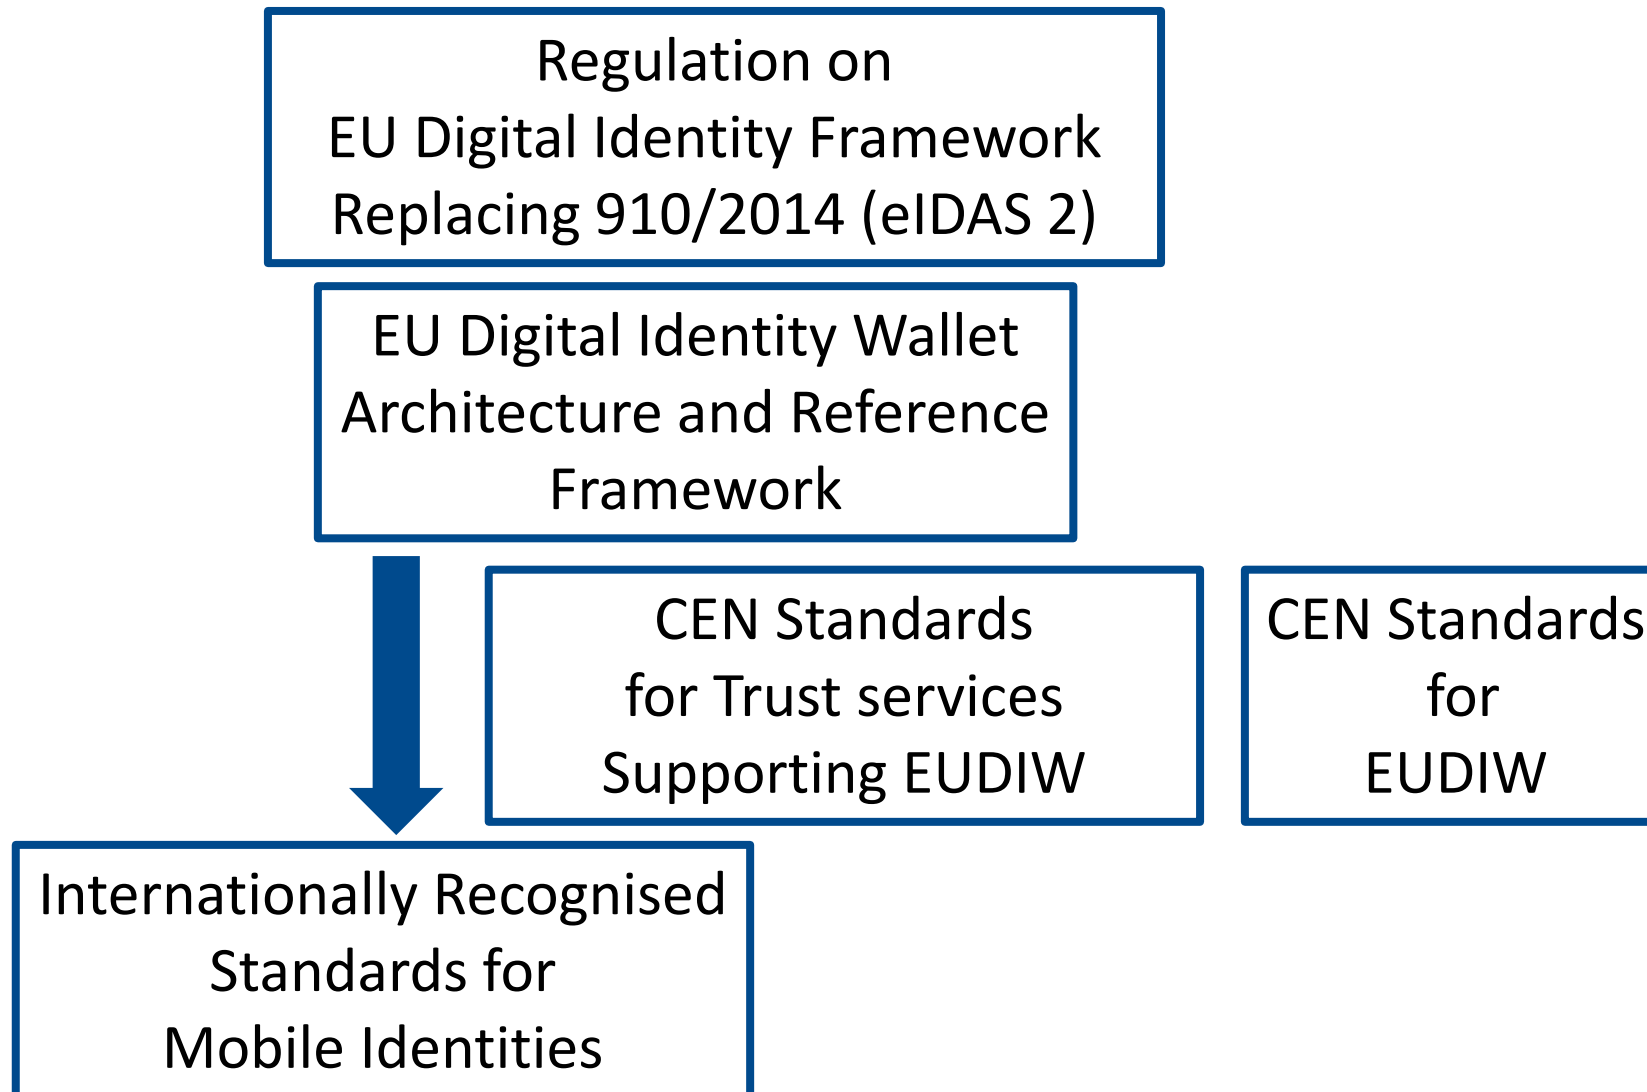 Regulation on
EU Digital Identity Framework
Replacing 910/2014 (eIDAS 2)
EU Digital Identity Wallet
Architecture and Reference
Framework
CEN Standards
for Trust services
Supporting EUDIW
CEN Standards
for
EUDIW
Internationally Recognised
Standards for
Mobile Identities